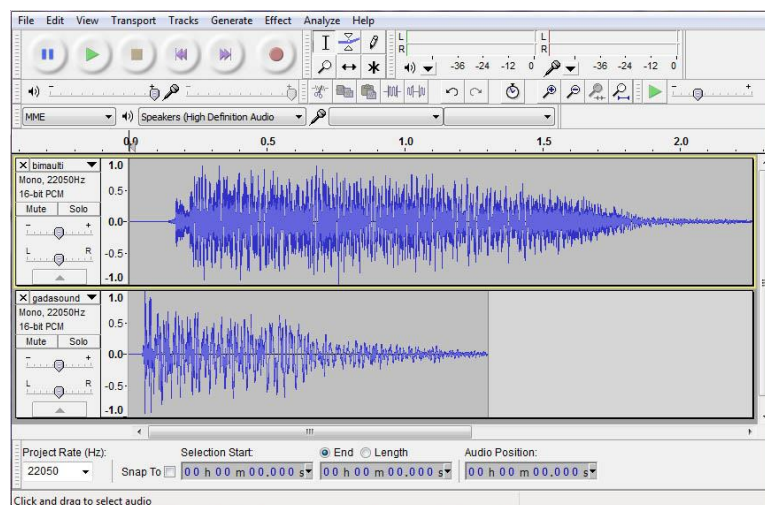 File Edit View Transport Tracks Generate Effect Analyze Help
L
R
-36 -24 -12 0
L
R
-36 -24 -12 0
- +
MME
Speakers (High Definition Audio
0.0 0.5 1.0 1.5 2.0
bimaulti
Mono, 22050Hz
16-bit PCM
Mute Solo
- +
L R
1.0
0.5
0.0
-0.5
-1.0
gadasound
Mono, 22050Hz
16-bit PCM
Mute Solo
- +
L R
1.0
0.5
0.0
-0.5
-1.0
Project Rate (Hz): Selection Start: End Length Audio Position:
22050 Snap To 00 h 00 m 00.000 s 00 h 00 m 00.000 s 00 h 00 m 00.000 s
Click and drag to select audio